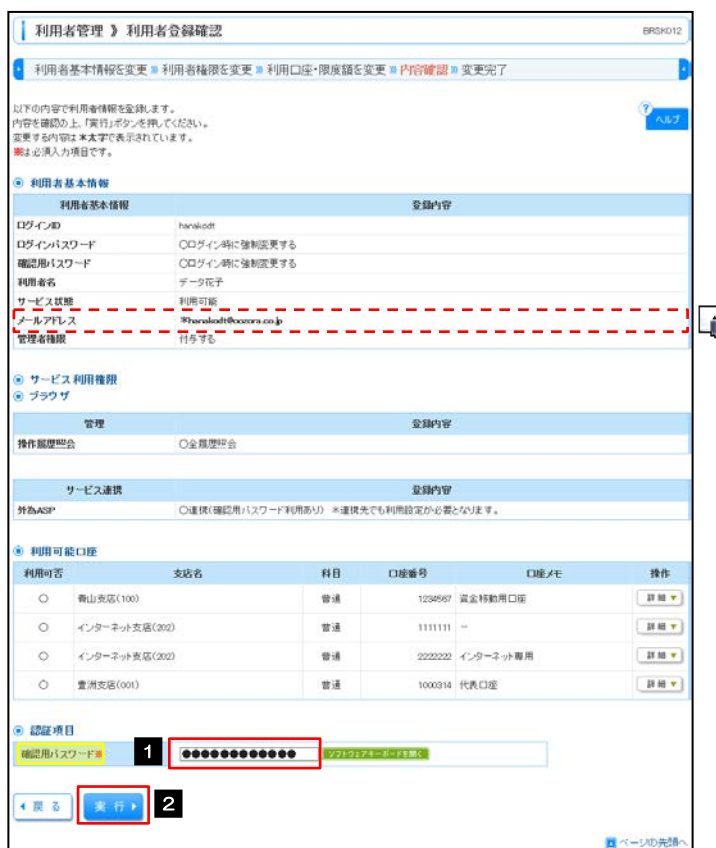 利用者管理 》 利用者登録確認
BRSK012
利用者基本情報を変更 » 利用者権限を変更 » 利用口座・限度額を変更 » 内容確認 » 変更完了
以下の内容で利用者情報を登録します。
内容を確認の上、「実行」ボタンを押してください。
変更する内容は*太字で表示されています。
※は必須入力項目です。
? ヘルプ
利用者基本情報
利用者基本情報 登録内容
ログインID hanakodt
ログインパスワード ○ログイン時に強制変更する
確認用パスワード ○ログイン時に強制変更する
利用者名 データ花子
サービス状態 利用可能
メールアドレス *hanakodt@oozora.co.jp
管理者権限 付与する
サービス利用権限
ブラウザ
管理 登録内容
操作履歴照会 ○全履歴照会
サービス連携 登録内容
外為ASP ○連携(確認用パスワード利用あり) *連携先でも利用設定が必要となります。
利用可能口座
利用可否 支店名 科目 口座番号 口座メモ 操作
○ 青山支店(100) 普通 1234567 資金移動用口座 詳細 ▼
○ インターネット支店(202) 普通 1111111 − 詳細 ▼
○ インターネット支店(202) 普通 2222222 インターネット専用 詳細 ▼
○ 豊洲支店(001) 普通 1000314 代表口座 詳細 ▼
認証項目
確認用パスワード※ 1 ●●●●●●●●●●●● ソフトウェアキーボードを開く
戻る 実行 2
ページの先頭へ